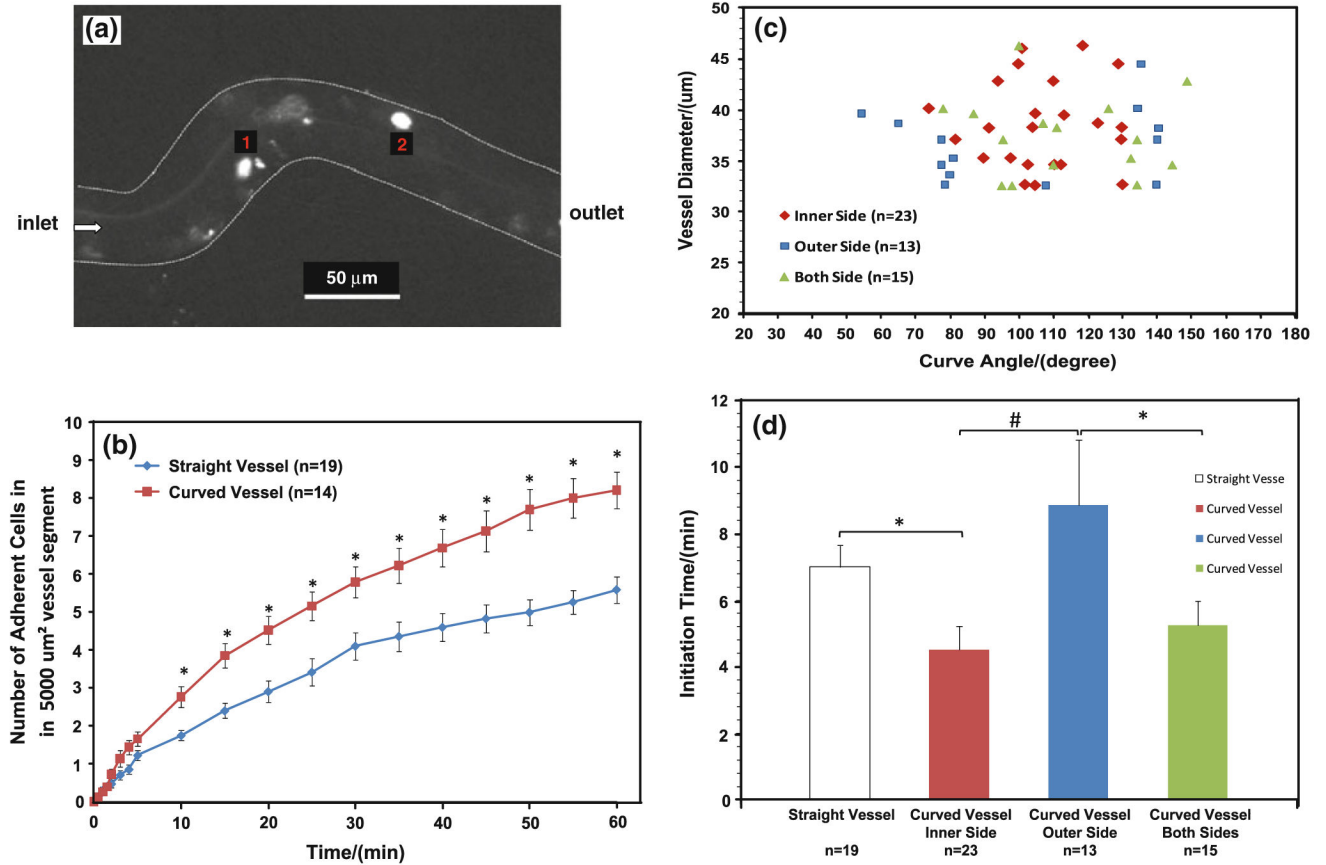 (a)
1
2
inlet
outlet
50 μm
(b)
Number of Adherent Cells in
in 5000 um² vessel segment
10
9
8
7
6
5
4
3
2
1
0
Straight Vessel (n=19)
Curved Vessel (n=14)
* * * * * * * * * * *
0 10 20 30 40 50 60
Time/(min)
(c)
Vessel Diameter/(um)
50
45
40
35
30
25
20
Inner Side (n=23)
Outer Side (n=13)
Both Side (n=15)
20 30 40 50 60 70 80 90 100 110 120 130 140 150 160 170 180
Curve Angle/(degree)
(d)
Initiation Time/(min)
12
10
8
6
4
2
0
*
#
*
Straight Vesse
Curved Vessel
Curved Vessel
Curved Vessel
Straight Vessel
n=19
Curved Vessel
Inner Side
n=23
Curved Vessel
Outer Side
n=13
Curved Vessel
Both Sides
n=15